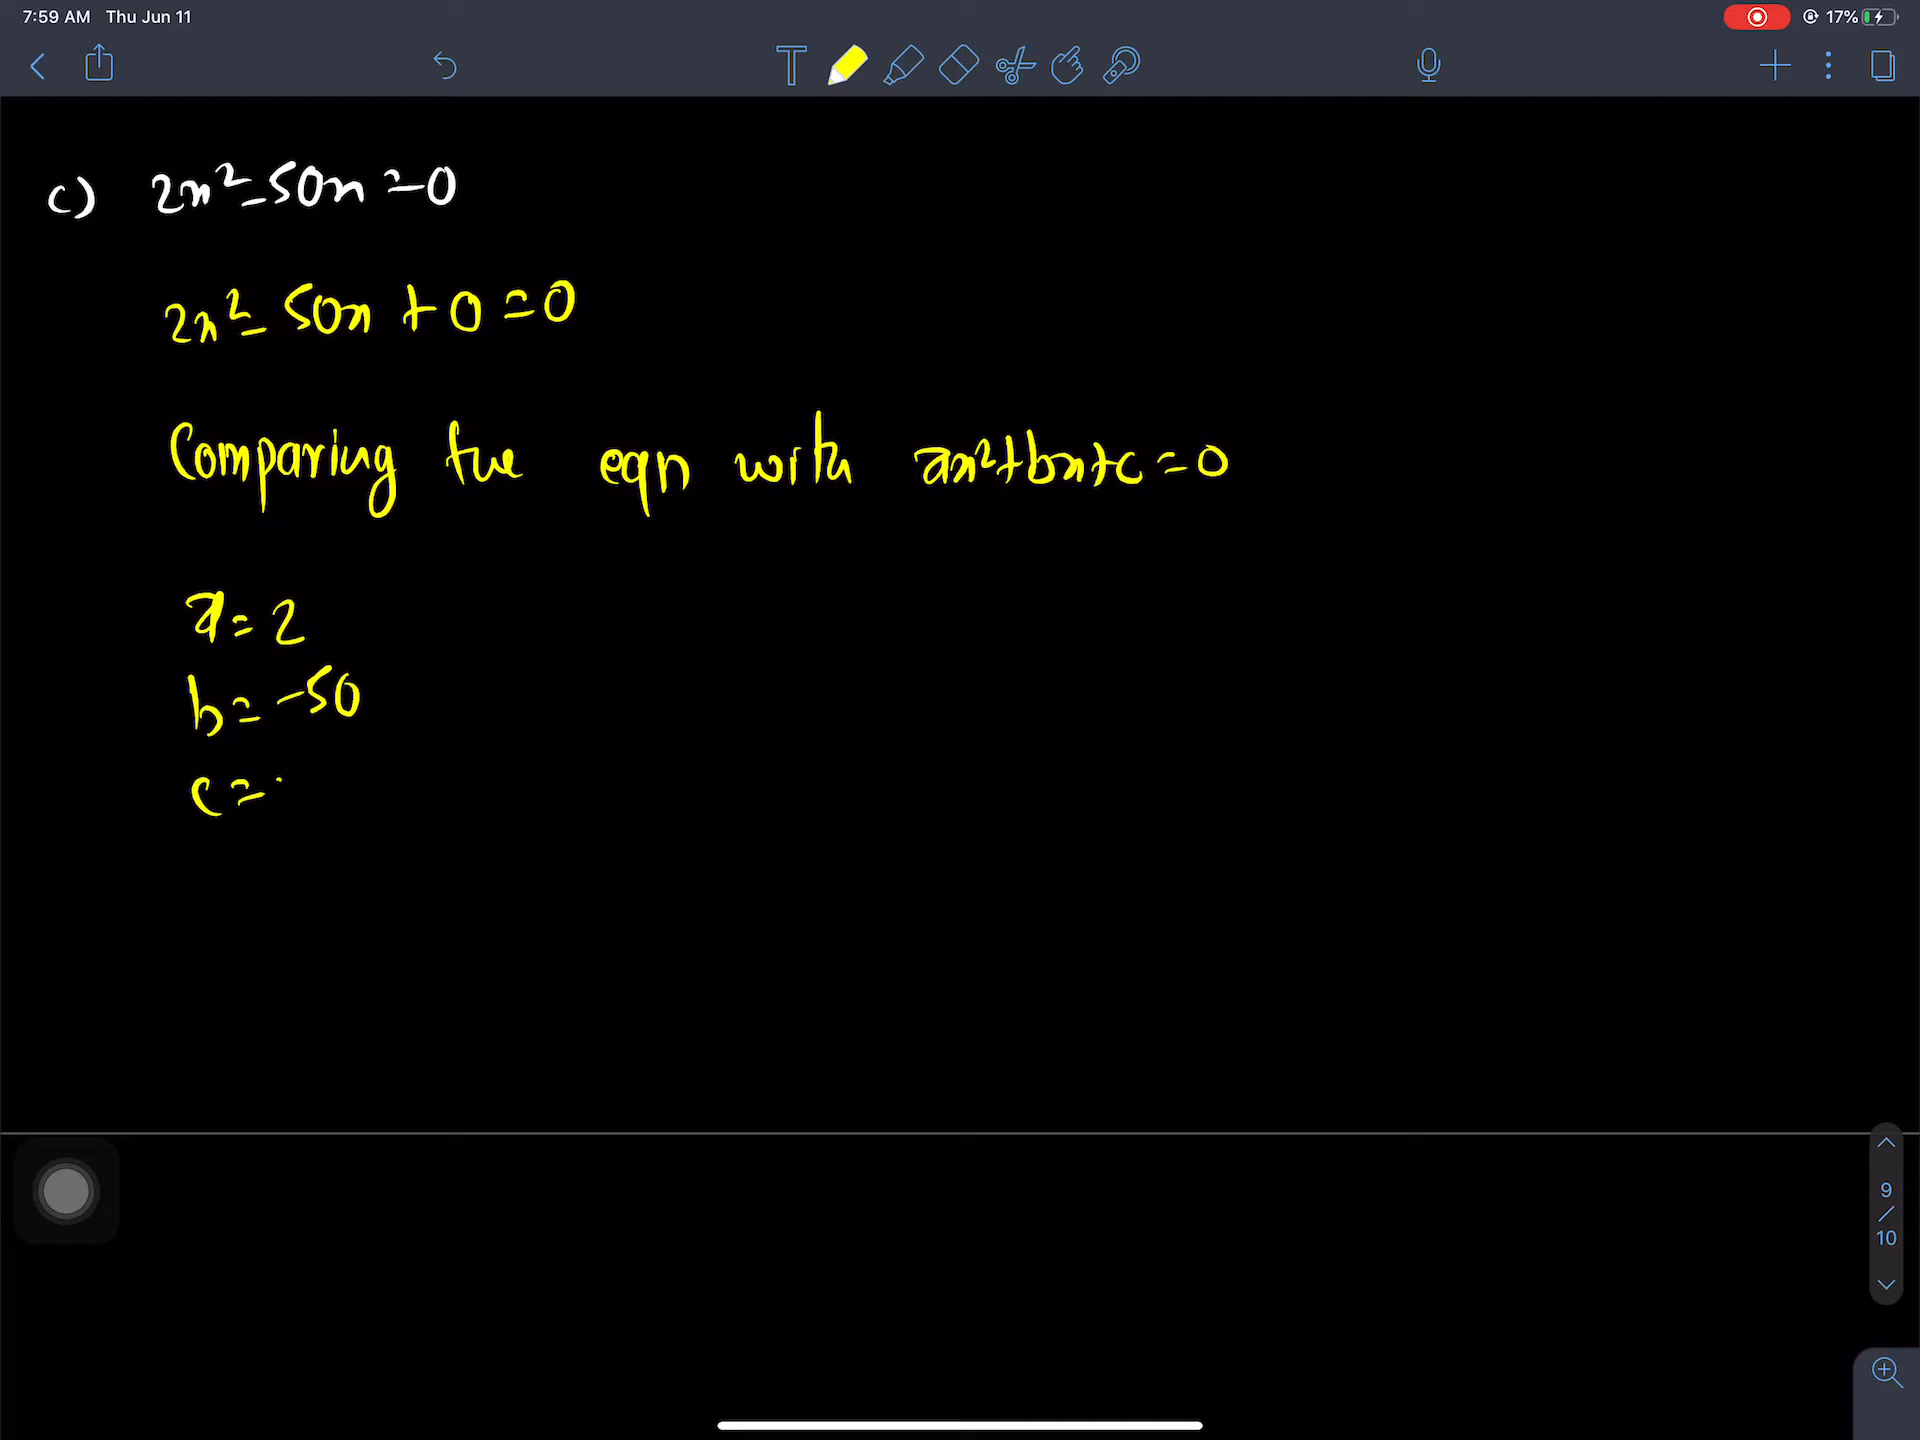 7:59 AM Thu Jun 11
17%
c) 2x²-50x=0
2x²-50x+0=0
Comparing the eqn with ax²+bx+c=0
a=2
b=-50
c=
9
/
10